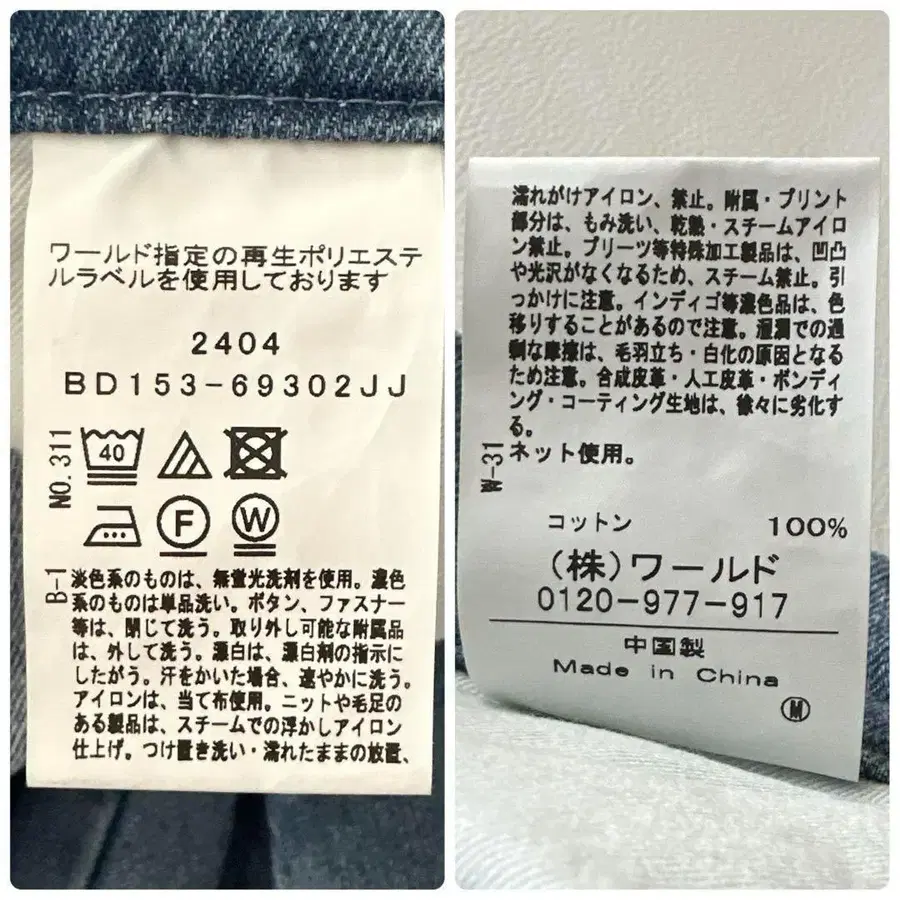 ワールド指定の再生ポリエステ
ルラベルを使用しております
2404
BD153-69302JJ
NO.311
40
F
W
B-1
淡色系のものは、無蛍光洗剤を使用。濃色
系のものは単品洗い。ボタン、ファスナー
等は、閉じて洗う。取り外し可能な附属品
は、外して洗う。漂白は、漂白剤の指示に
したがう。汗をかいた場合、速やかに洗う。
アイロンは、当て布使用。ニットや毛足の
ある製品は、スチームでの浮かしアイロン
仕上げ。つけ置き洗い・濡れたままの放置、
濡れがけアイロン、禁止。附属・プリント
部分は、もみ洗い、乾熱・スチームアイロ
ン禁止。プリーツ等特殊加工製品は、凹凸
や光沢がなくなるため、スチーム禁止。引
っかけに注意。インディゴ等濃色品は、色
移りすることがあるので注意。湿潤での過
剰な摩擦は、毛羽立ち・白化の原因となる
ため注意。合成皮革・人工皮革・ボンディ
ング・コーティング生地は、徐々に劣化す
る。
ネット使用。
W-31
コットン 100%
(株)ワールド
0120-977-917
中国製
Made in China
M